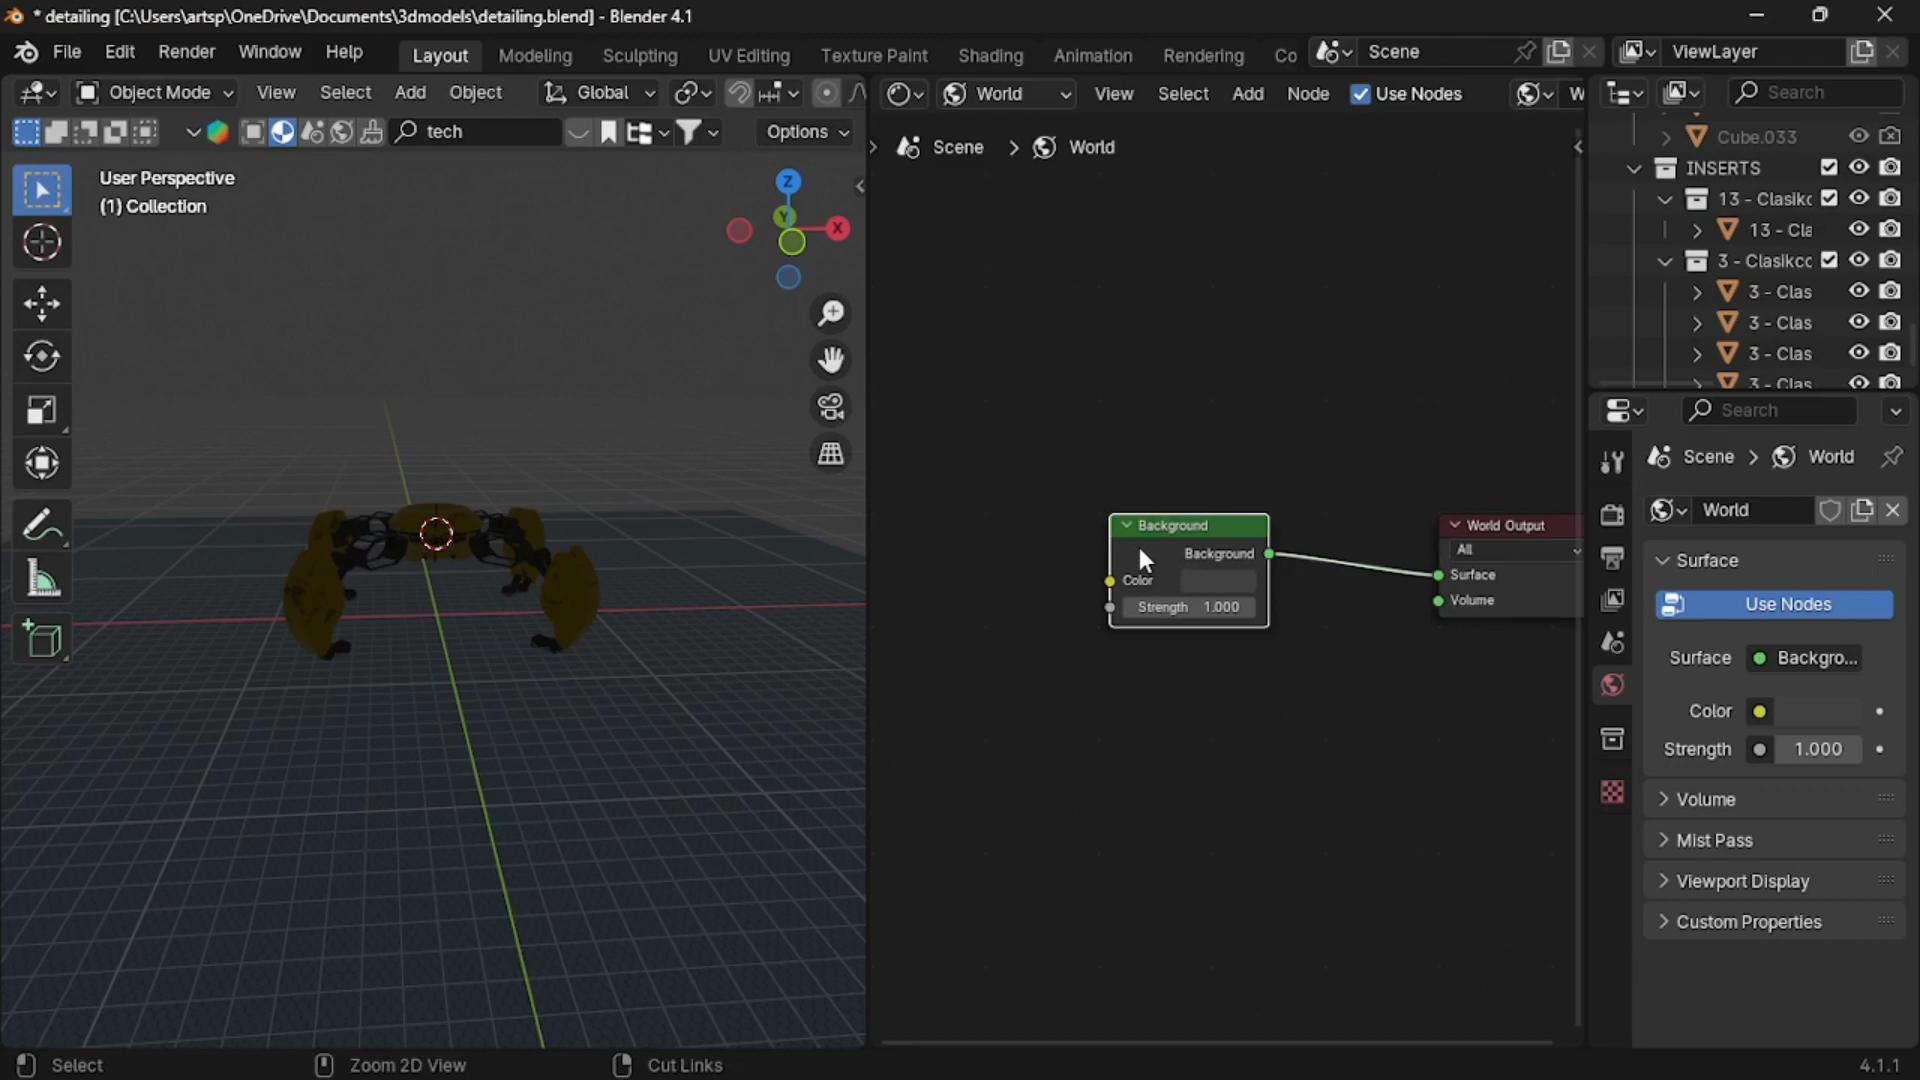 * detailing [C:\Users\artsp\OneDrive\Documents\3dmodels\detailing.blend] - Blender 4.1
File Edit Render Window Help Layout Modeling Sculpting UV Editing Texture Paint Shading Animation Rendering Co Scene ViewLayer
Object Mode View Select Add Object Global World View Select Add Node Use Nodes W Search
tech Options
Cube.033
Scene > World
INSERTS
User Perspective
(1) Collection
Z
Y
X
13 - Clasikc
13 - Cla
3 - Clasikcc
3 - Clas
3 - Clas
3 - Clas
3 - Clas
Search
Scene > World
World
Background
Background
Color
Strength 1.000
World Output
All
Surface
Volume
Surface
Use Nodes
Surface Backgro...
Color
Strength 1.000
Volume
Mist Pass
Viewport Display
Custom Properties
Select Zoom 2D View Cut Links 4.1.1